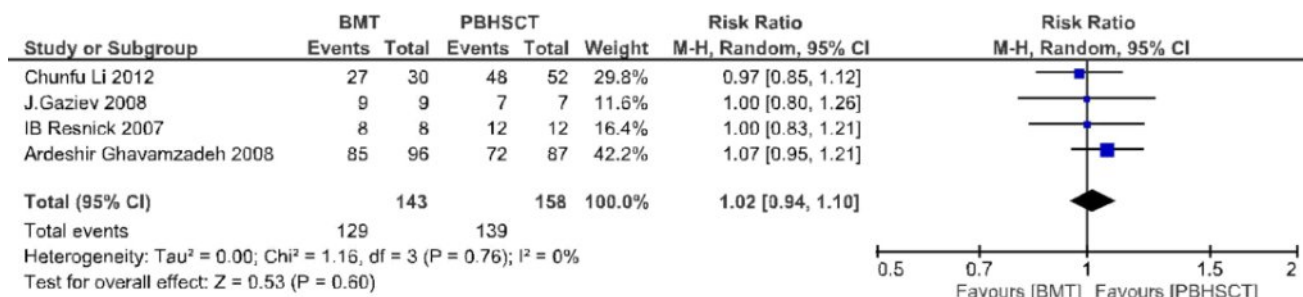 BMT PBHSCT Risk Ratio Risk Ratio
Study or Subgroup Events Total Events Total Weight M-H, Random, 95% CI M-H, Random, 95% CI
Chunfu Li 2012 27 30 48 52 29.8% 0.97 [0.85, 1.12]
J.Gaziev 2008 9 9 7 7 11.6% 1.00 [0.80, 1.26]
IB Resnick 2007 8 8 12 12 16.4% 1.00 [0.83, 1.21]
Ardeshir Ghavamzadeh 2008 85 96 72 87 42.2% 1.07 [0.95, 1.21]
Total (95% CI) 143 158 100.0% 1.02 [0.94, 1.10]
Total events 129 139
Heterogeneity: Tau² = 0.00; Chi² = 1.16, df = 3 (P = 0.76); I² = 0%
Test for overall effect: Z = 0.53 (P = 0.60)
0.5 0.7 1 1.5 2
Favours [BMT] Favours [PBHSCT]